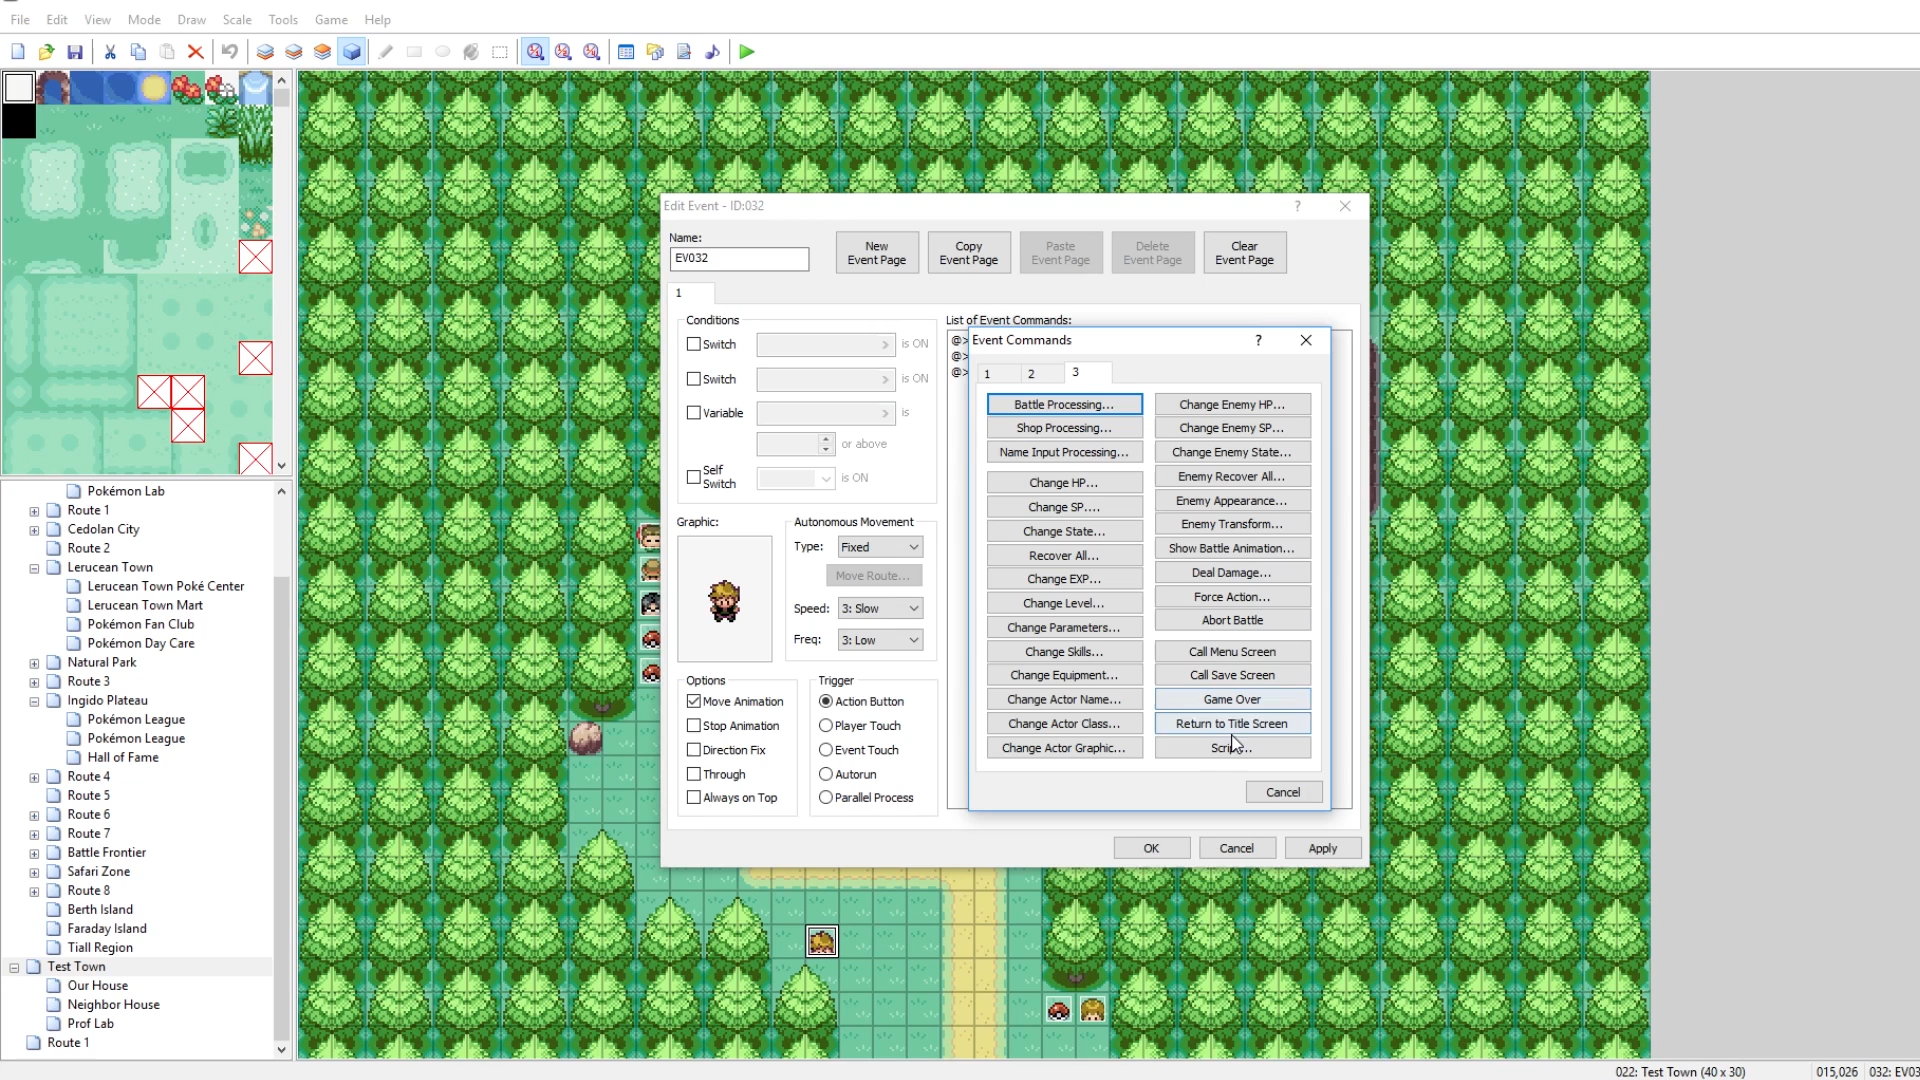 File Edit View Mode Draw Scale Tools Game Help
Pokémon Lab
Route 1
Cedolan City
Route 2
Lerucean Town
Lerucean Town Poké Center
Lerucean Town Mart
Pokémon Fan Club
Pokémon Day Care
Natural Park
Route 3
Ingido Plateau
Pokémon League
Pokémon League
Hall of Fame
Route 4
Route 5
Route 6
Route 7
Battle Frontier
Safari Zone
Route 8
Berth Island
Faraday Island
Tiall Region
Test Town
Our House
Neighbor House
Prof Lab
Route 1
Edit Event - ID:032 ?
Name:
EV032
New Event Page
Copy Event Page
Paste Event Page
Delete Event Page
Clear Event Page
1
Conditions
Switch is ON
Switch is ON
Variable is
or above
Self Switch is ON
Graphic:
Autonomous Movement
Type: Fixed
Move Route...
Speed: 3: Slow
Freq: 3: Low
Options
Move Animation
Stop Animation
Direction Fix
Through
Always on Top
Trigger
Action Button
Player Touch
Event Touch
Autorun
Parallel Process
List of Event Commands:
@>
@>
@>
Event Commands ?
1 2 3
Battle Processing...
Shop Processing...
Name Input Processing...
Change HP...
Change SP....
Change State...
Recover All...
Change EXP...
Change Level...
Change Parameters...
Change Skills...
Change Equipment...
Change Actor Name...
Change Actor Class...
Change Actor Graphic...
Change Enemy HP...
Change Enemy SP...
Change Enemy State...
Enemy Recover All...
Enemy Appearance...
Enemy Transform...
Show Battle Animation...
Deal Damage...
Force Action...
Abort Battle
Call Menu Screen
Call Save Screen
Game Over
Return to Title Screen
Cancel
OK Cancel Apply
022: Test Town (40 x 30) 015,026 032: EV03